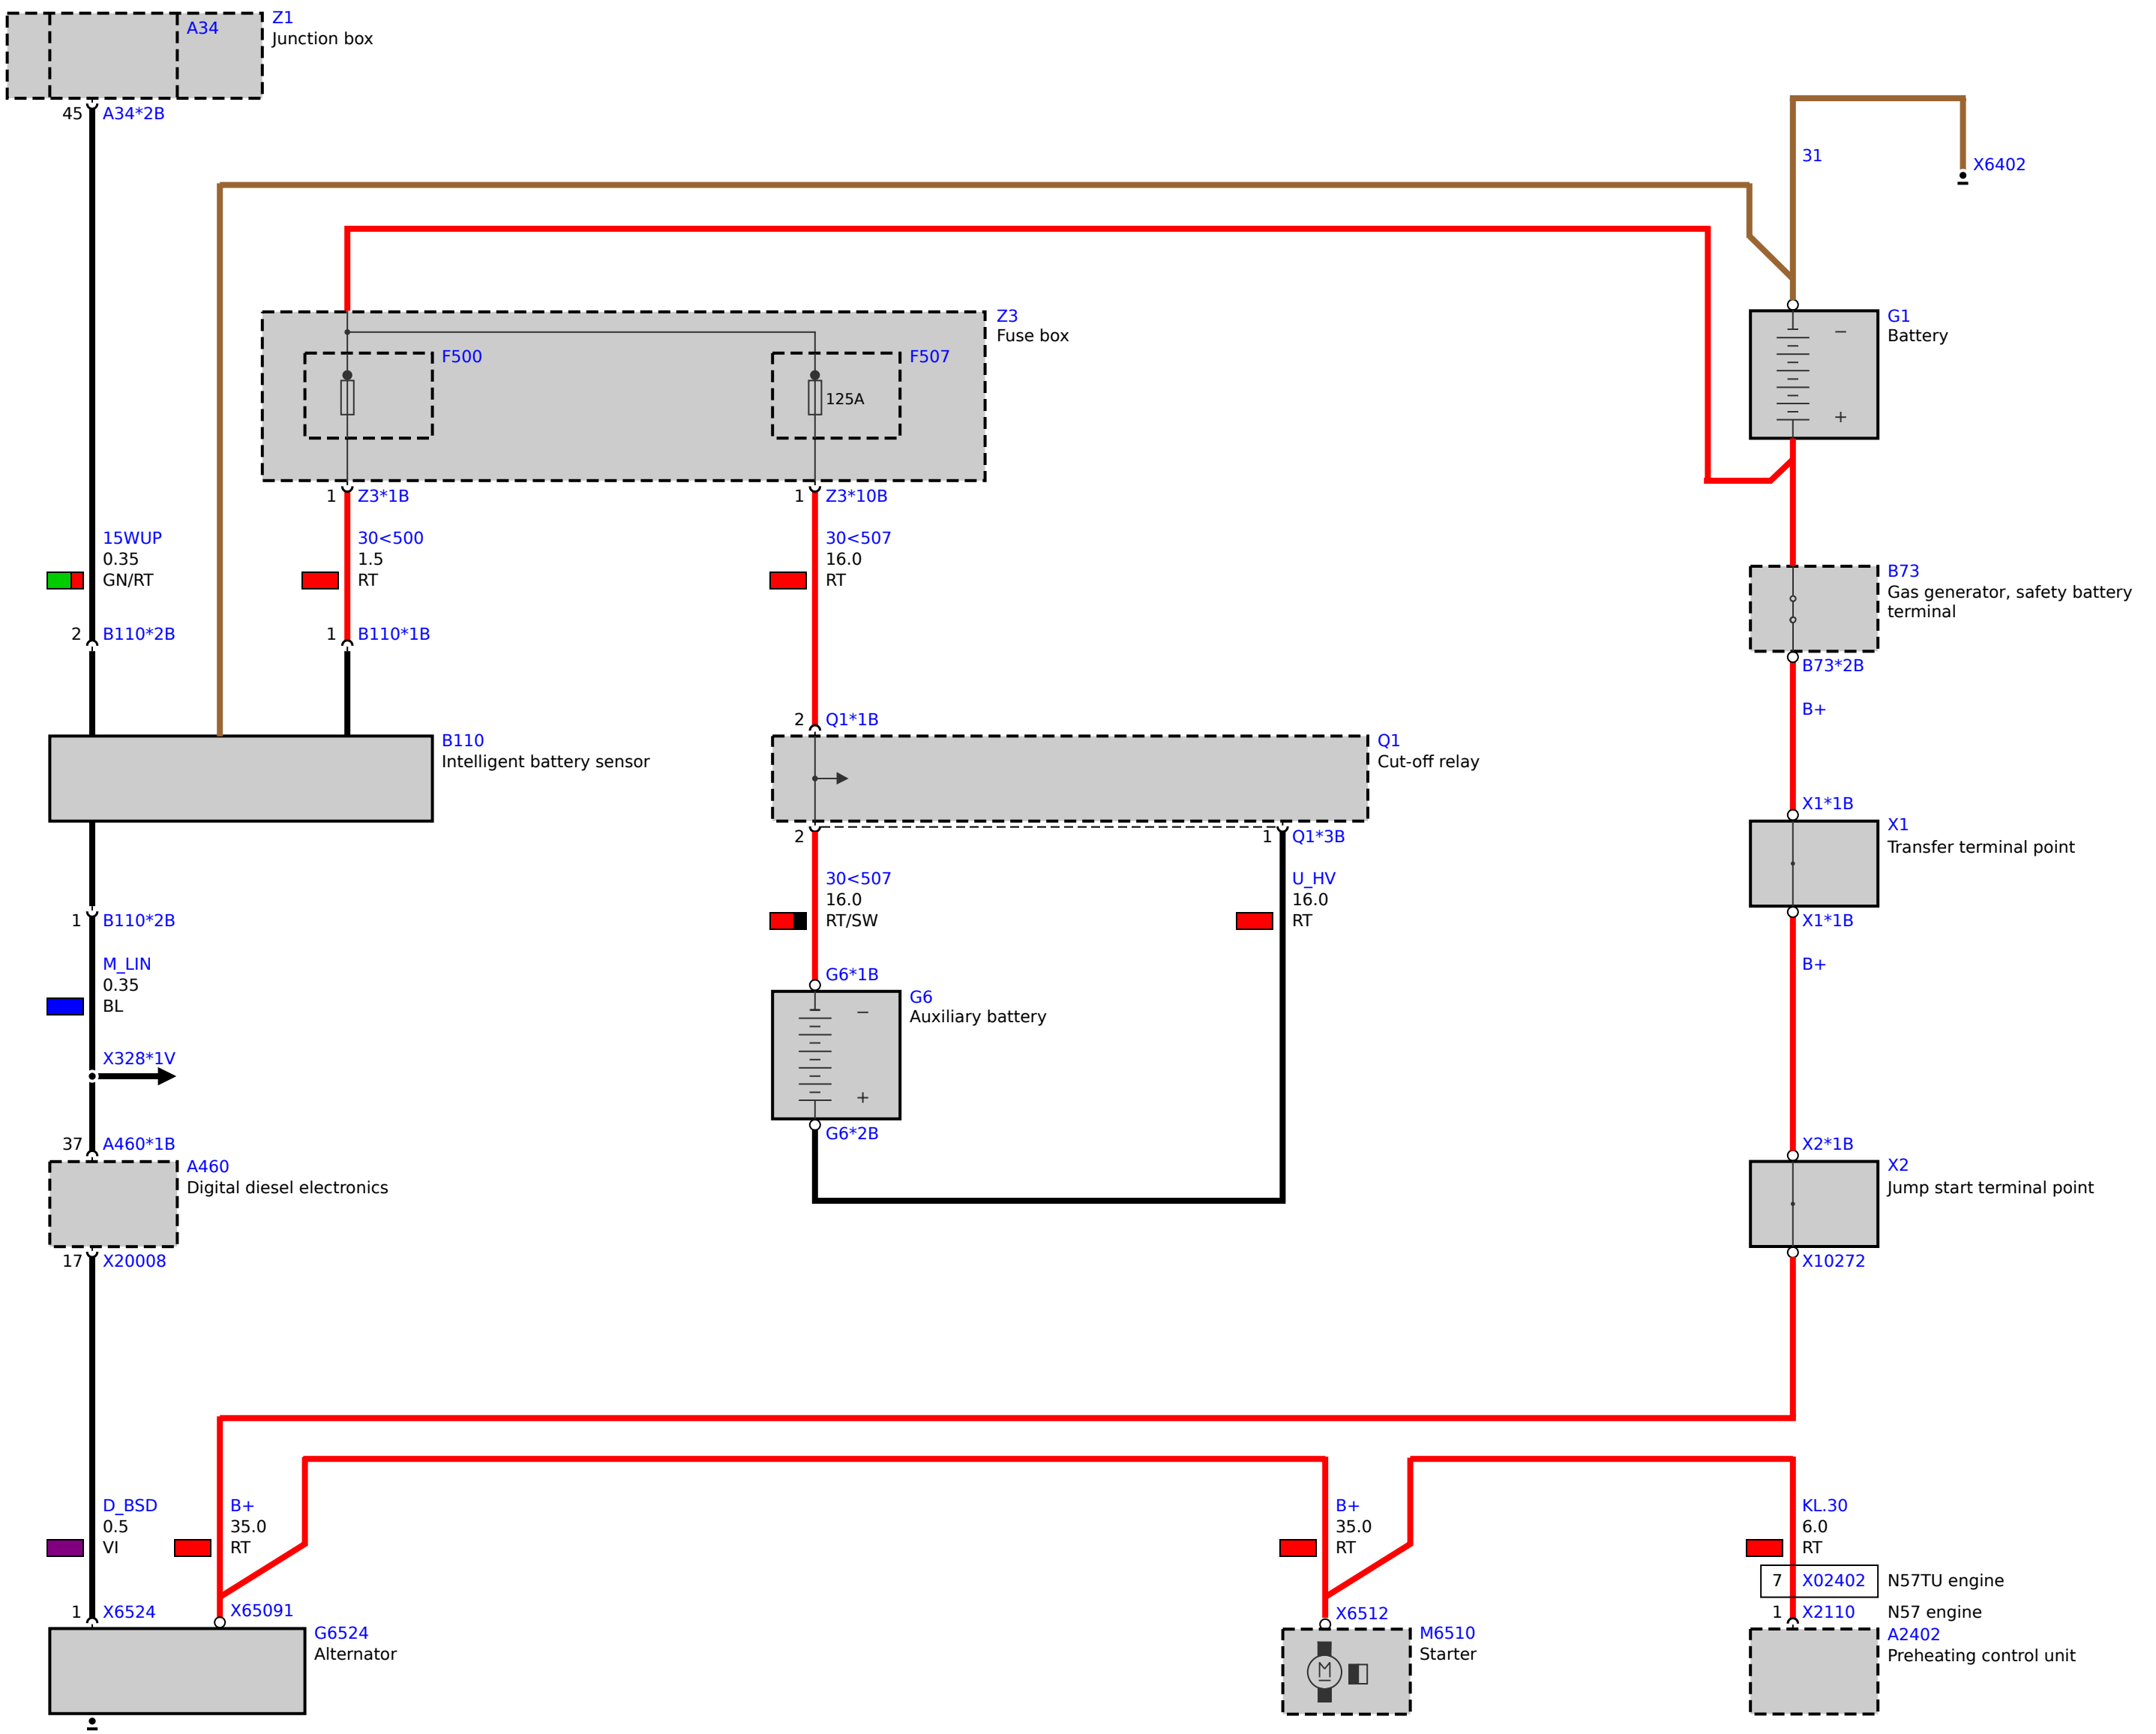 Z1
A34
Junction box
45 A34*2B
31
X6402
Z3
Fuse box
G1
Battery
F500
F507
125A
−
+
1 Z3*1B
1 Z3*10B
15WUP
0.35
GN/RT
30<500
1.5
RT
30<507
16.0
RT
B73
Gas generator, safety battery
terminal
2 B110*2B
1 B110*1B
B73*2B
B+
2 Q1*1B
B110
Intelligent battery sensor
Q1
Cut-off relay
X1*1B
X1
Transfer terminal point
2
1 Q1*3B
30<507
16.0
RT/SW
U_HV
16.0
RT
1 B110*2B
X1*1B
M_LIN
0.35
BL
B+
G6*1B
G6
Auxiliary battery
−
+
X328*1V
G6*2B
37 A460*1B
X2*1B
A460
Digital diesel electronics
X2
Jump start terminal point
17 X20008
X10272
D_BSD
0.5
VI
B+
35.0
RT
B+
35.0
RT
KL.30
6.0
RT
7 X02402 N57TU engine
1 X6524
X65091
X6512
1 X2110 N57 engine
G6524
Alternator
M6510
Starter
M
A2402
Preheating control unit